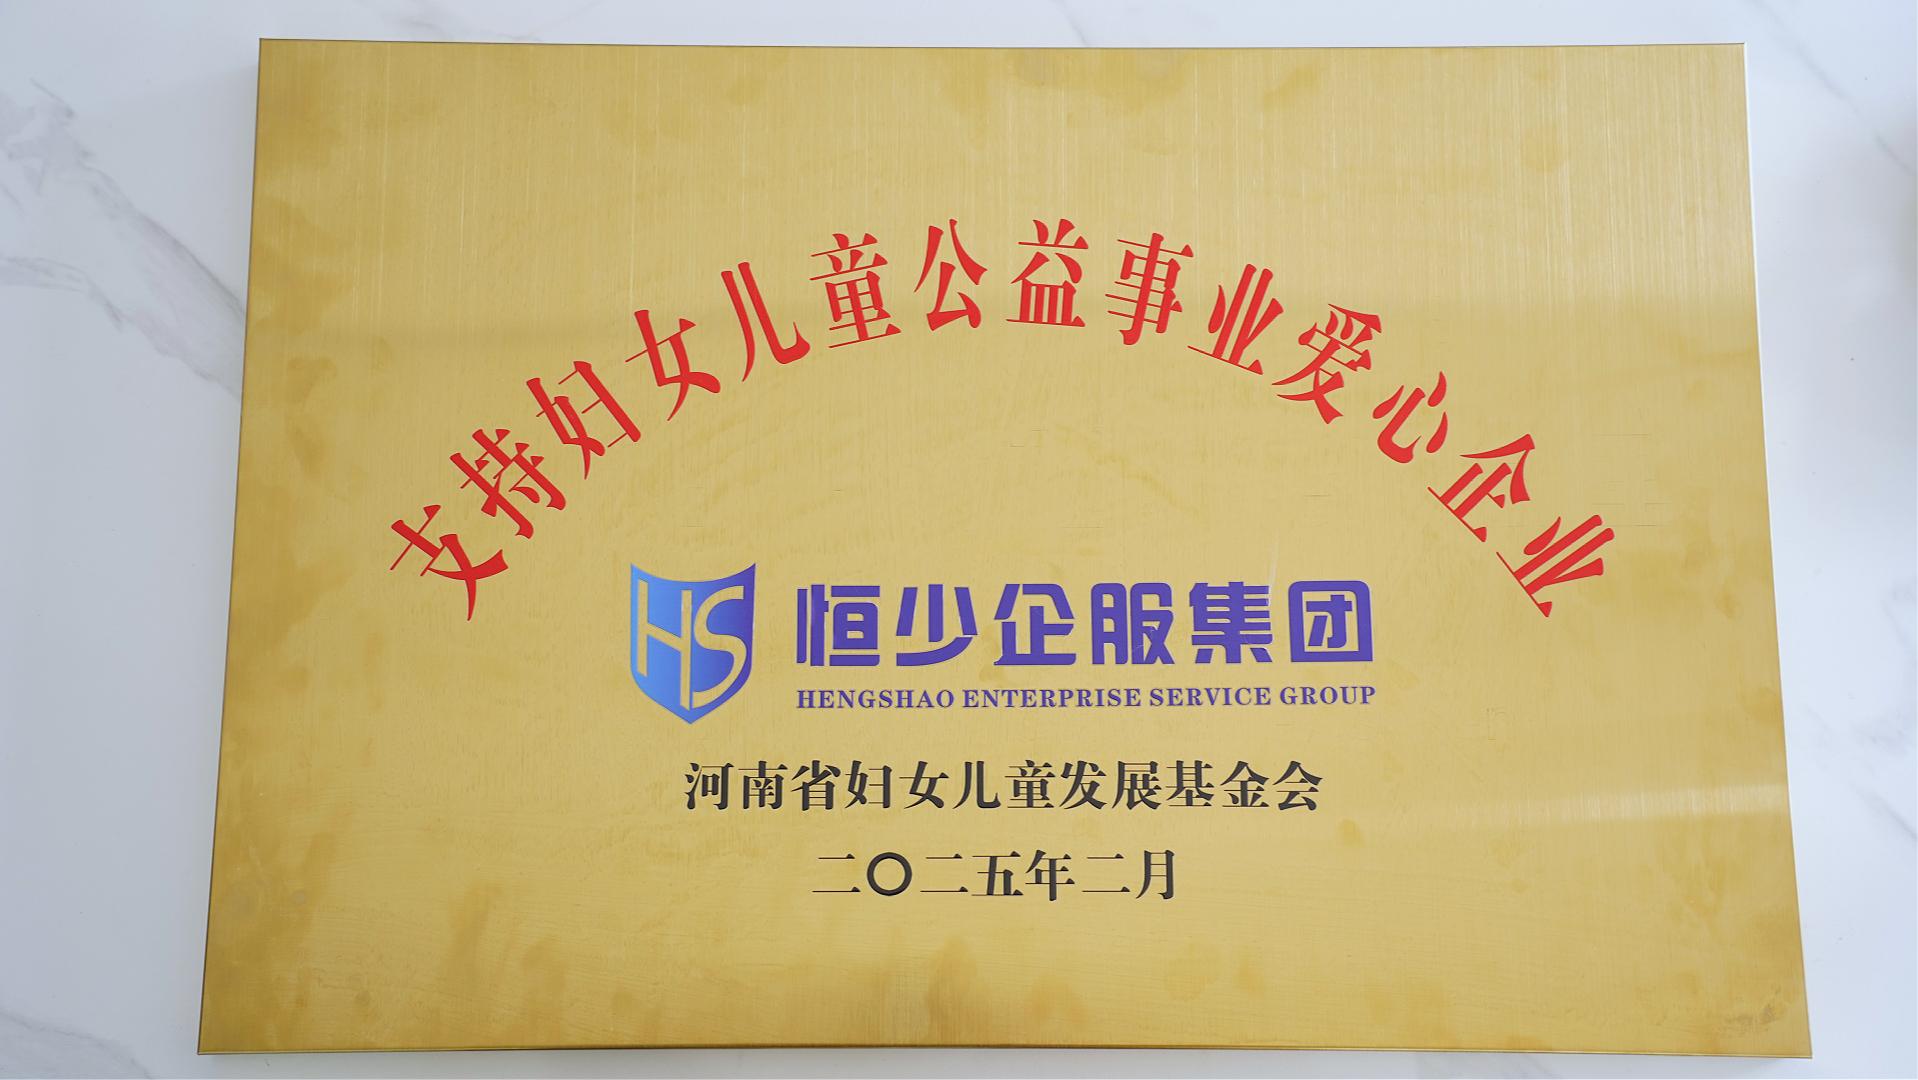 支持妇女儿童公益事业爱心企业
HS 恒少企服集团
HENGSHAO ENTERPRISE SERVICE GROUP
河南省妇女儿童发展基金会
二〇二五年二月